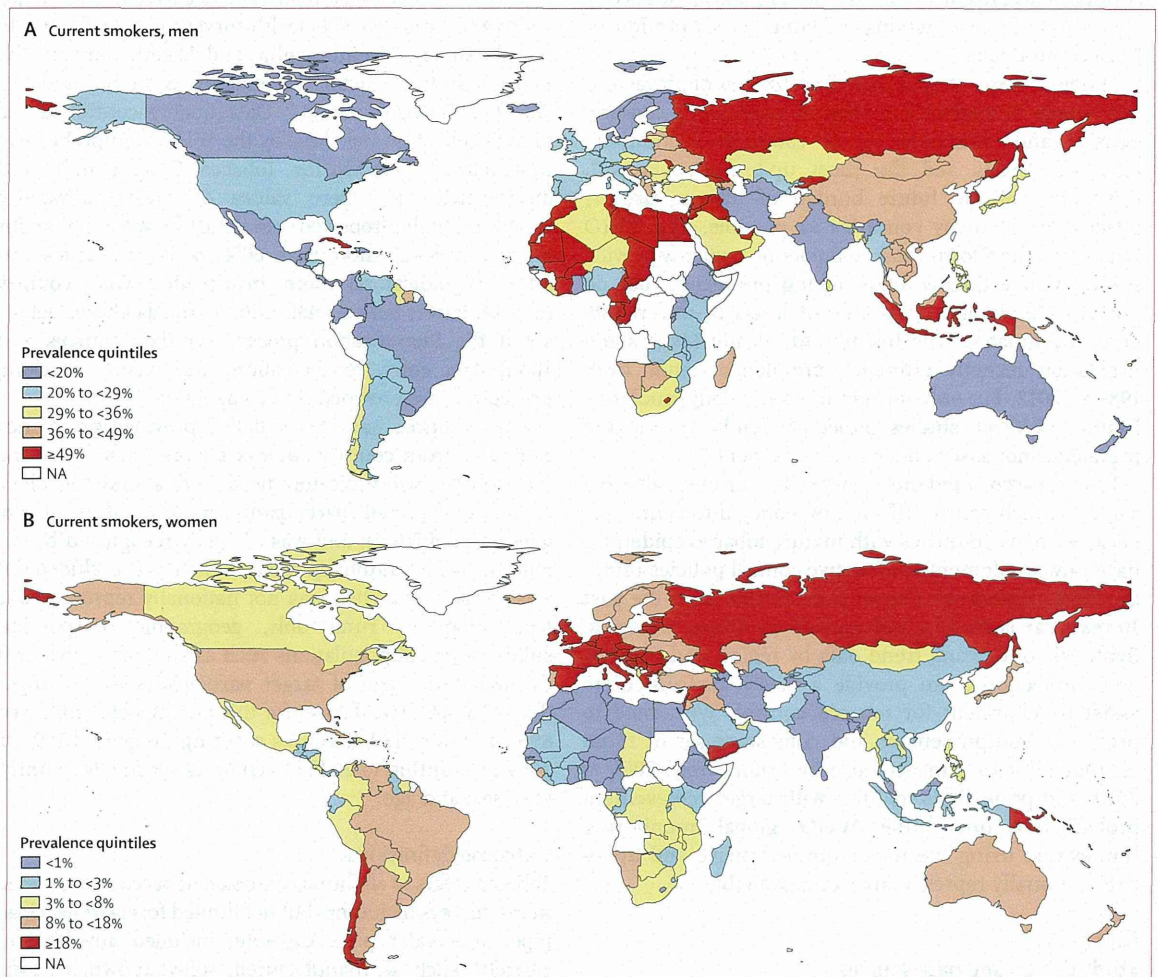 A Current smokers, men
Prevalence quintiles
<20%
20% to <29%
29% to <36%
36% to <49%
≥49%
NA
B Current smokers, women
Prevalence quintiles
<1%
1% to <3%
3% to <8%
8% to <18%
≥18%
NA